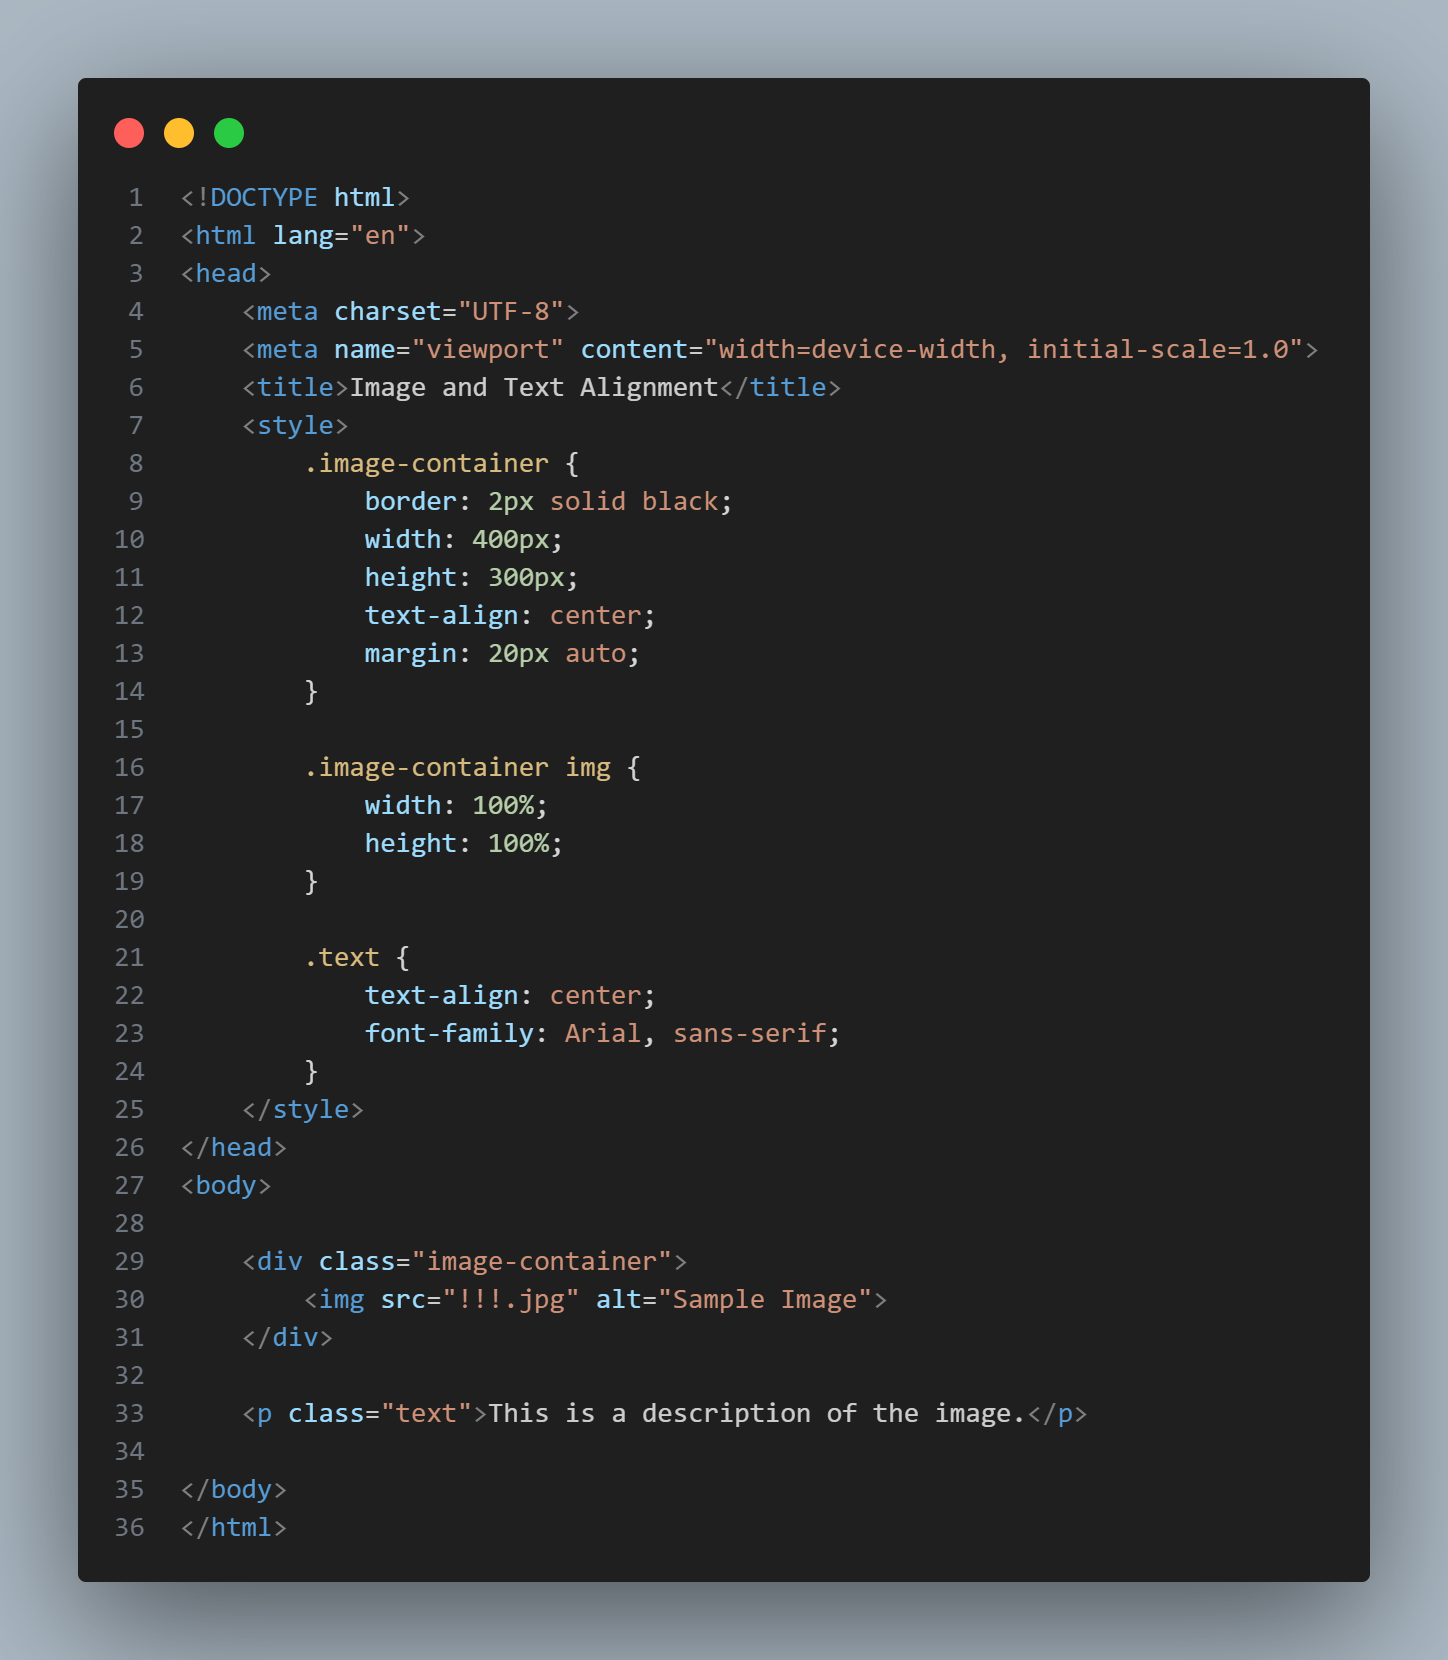 1 <!DOCTYPE html>
2 <html lang="en">
3 <head>
4     <meta charset="UTF-8">
5     <meta name="viewport" content="width=device-width, initial-scale=1.0">
6     <title>Image and Text Alignment</title>
7     <style>
8         .image-container {
9             border: 2px solid black;
10             width: 400px;
11             height: 300px;
12             text-align: center;
13             margin: 20px auto;
14         }
15
16         .image-container img {
17             width: 100%;
18             height: 100%;
19         }
20
21         .text {
22             text-align: center;
23             font-family: Arial, sans-serif;
24         }
25     </style>
26 </head>
27 <body>
28
29     <div class="image-container">
30         <img src="!!!.jpg" alt="Sample Image">
31     </div>
32
33     <p class="text">This is a description of the image.</p>
34
35 </body>
36 </html>